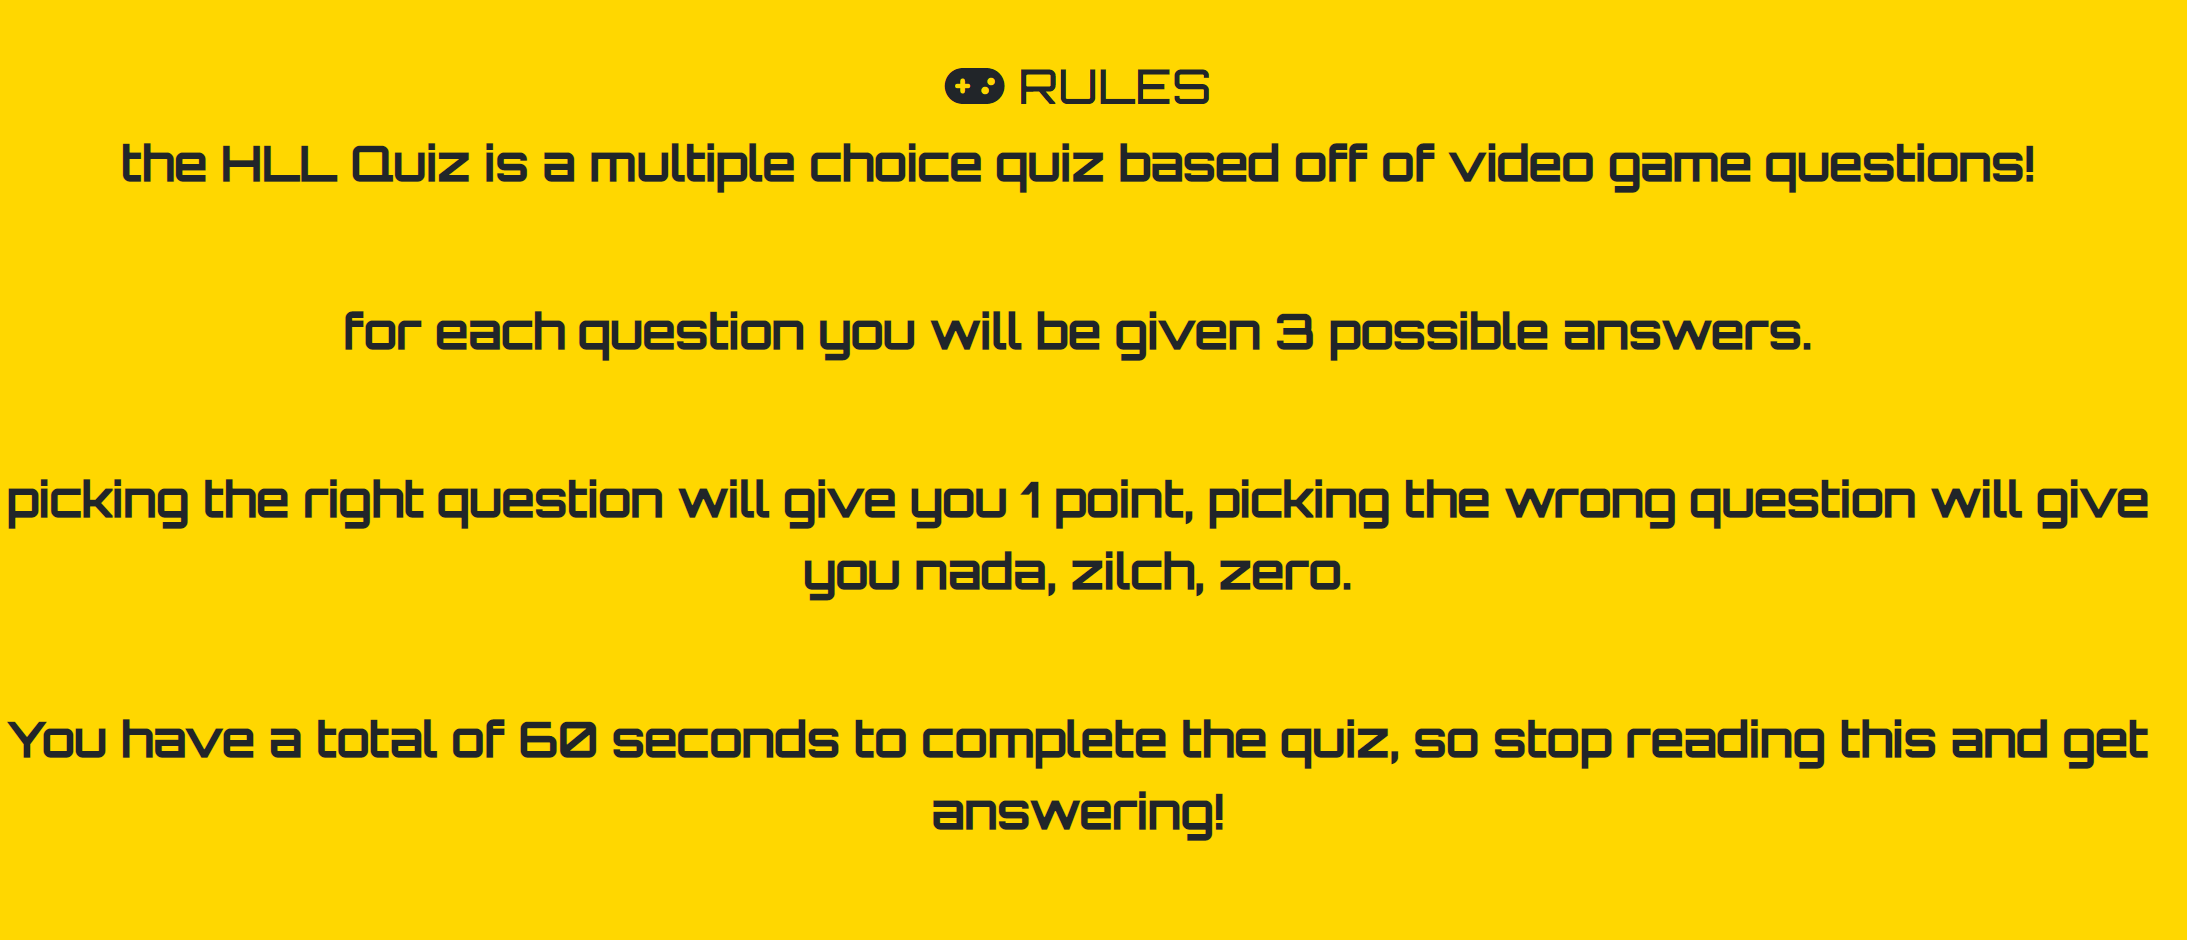 RULES
the HLL Quiz is a multiple choice quiz based off of video game questions!
for each question you will be given 3 possible answers.
picking the right question will give you 1 point, picking the wrong question will give
you nada, zilch, zero.
You have a total of 60 seconds to complete the quiz, so stop reading this and get
answering!